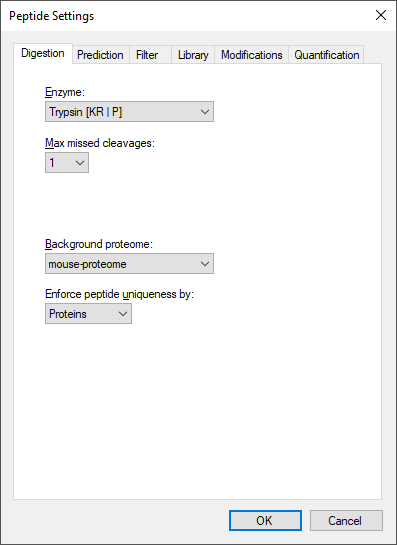 Peptide Settings
Digestion Prediction Filter Library Modifications Quantification
Enzyme:
Trypsin [KR | P]
Max missed cleavages:
1
Background proteome:
mouse-proteome
Enforce peptide uniqueness by:
Proteins
OK Cancel